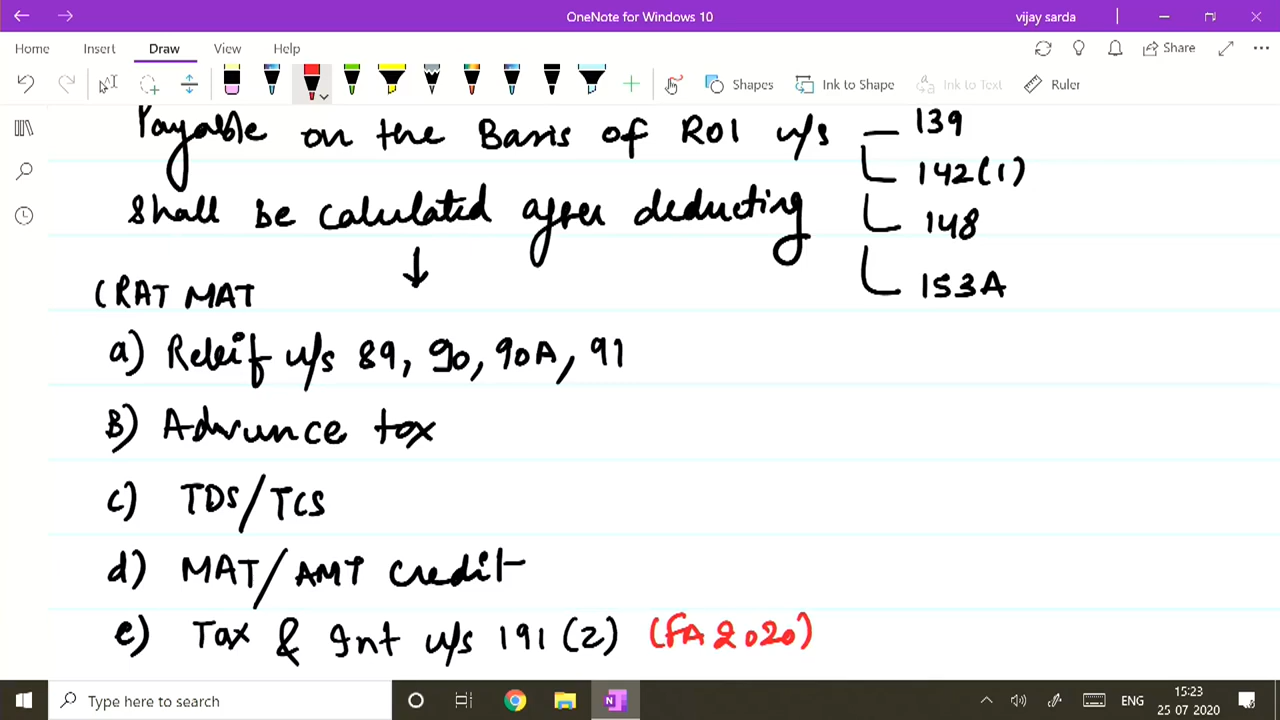 OneNote for Windows 10
vijay sarda
Home Insert Draw View Help
Share
Shapes Ink to Shape Ink to Text Ruler
Payable on the Basis of ROI u/s
139
142(1)
Shall be calculated after deducting
148
153A
(RAT MAT
a) Releif u/s 89, 90, 90A, 91
B) Advance tax
c) TDS/TCS
d) MAT/AMT credit
e) Tax & Int u/s 191(2) (FA 2020)
Type here to search
ENG
15:23
25-07-2020